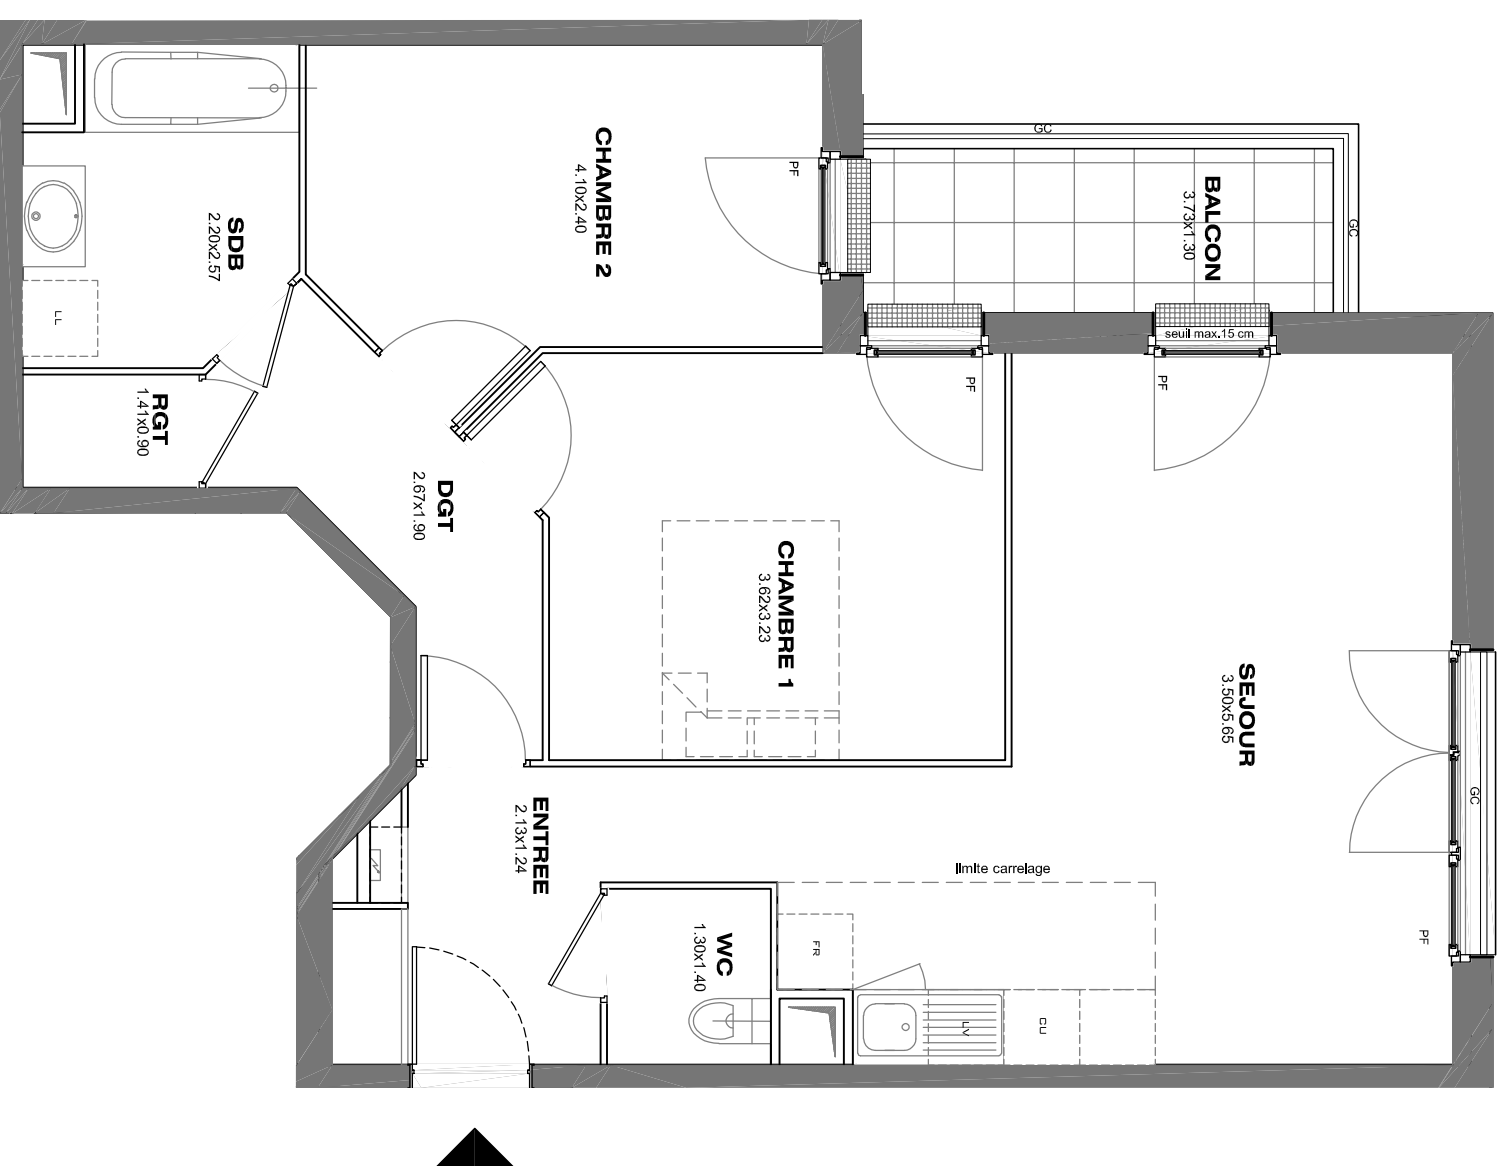 GC
GC
CHAMBRE 2
4.10x2.40
PF
BALCON
3.73x1.30
SDB
2.20x2.57
LL
seuil max.15 cm
PF
PF
RGT
1.41x0.90
DGT
2.67x1.90
CHAMBRE 1
3.62x3.23
SEJOUR
3.50x5.65
GC
ENTREE
2.13x1.24
limite carrelage
WC
1.30x1.40
FR
PF
LV
CU